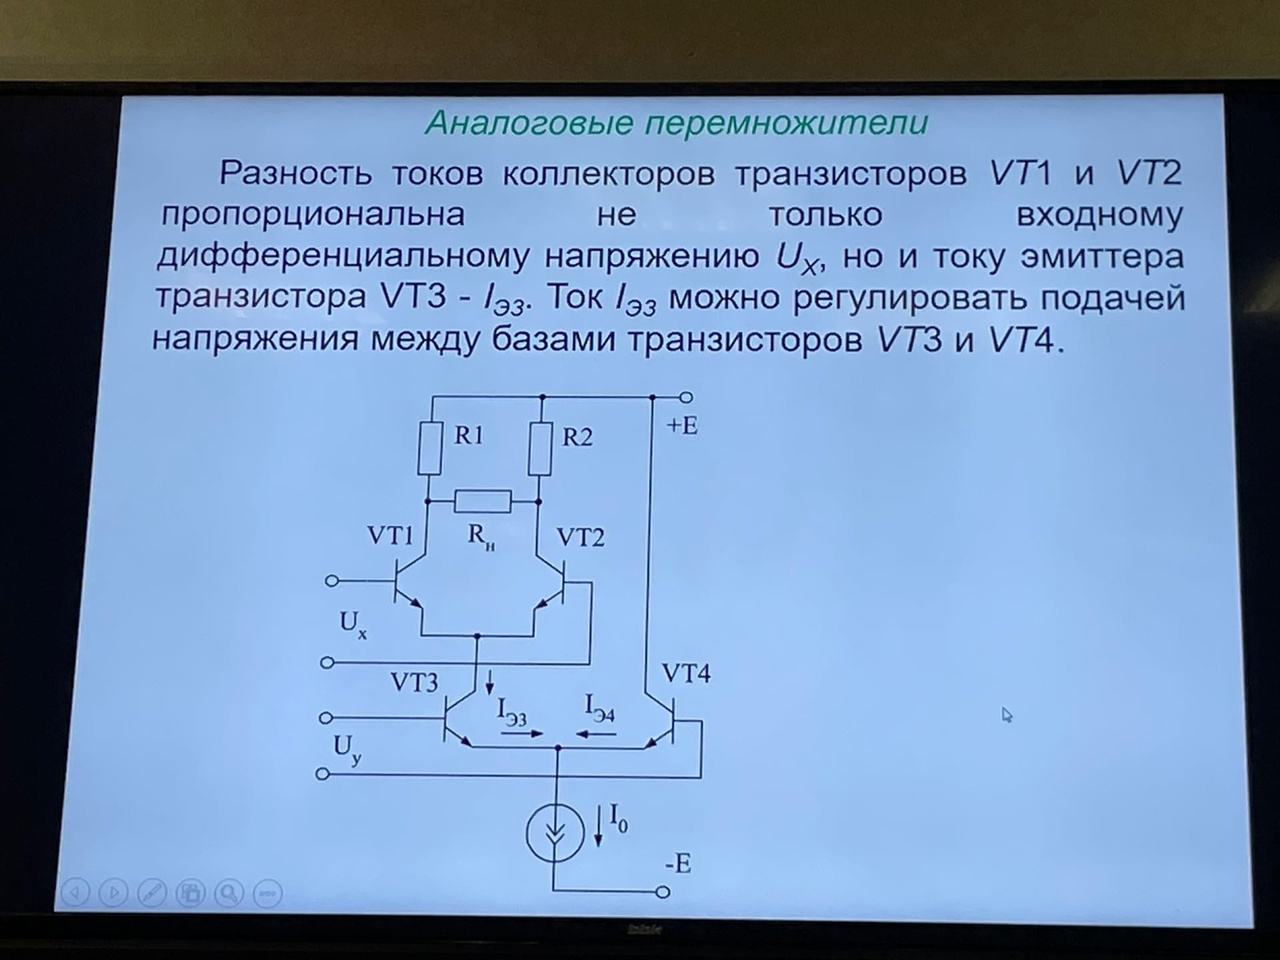 Аналоговые перемножители
Разность токов коллекторов транзисторов VT1 и VT2
пропорциональна не только входному
дифференциальному напряжению UX, но и току эмиттера
транзистора VT3 - IЭ3. Ток IЭ3 можно регулировать подачей
напряжения между базами транзисторов VT3 и VT4.
+E
R1
R2
VT1
Rн
VT2
Ux
VT3
VT4
IЭ3
IЭ4
Uy
I0
-E